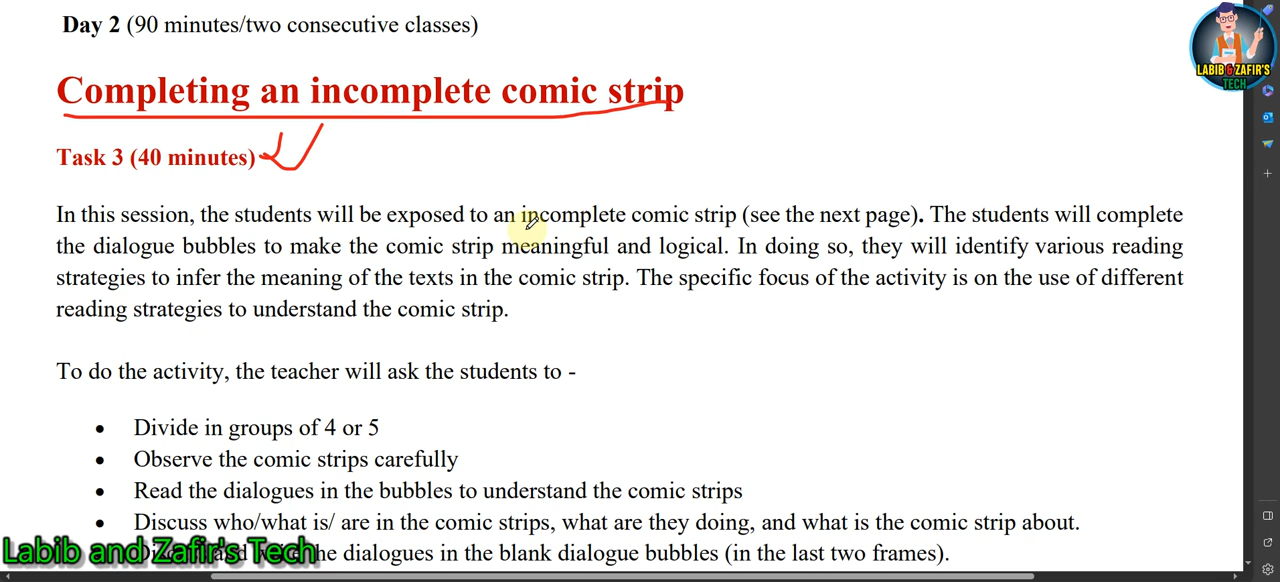 Day 2 (90 minutes/two consecutive classes)
LABIB & ZAFIR'S
TECH
Completing an incomplete comic strip
Task 3 (40 minutes)
In this session, the students will be exposed to an incomplete comic strip (see the next page). The students will complete
the dialogue bubbles to make the comic strip meaningful and logical. In doing so, they will identify various reading
strategies to infer the meaning of the texts in the comic strip. The specific focus of the activity is on the use of different
reading strategies to understand the comic strip.
To do the activity, the teacher will ask the students to -
• Divide in groups of 4 or 5
• Observe the comic strips carefully
• Read the dialogues in the bubbles to understand the comic strips
• Discuss who/what is/ are in the comic strips, what are they doing, and what is the comic strip about.
Labib and Zafir's Tech
dialogues in the blank dialogue bubbles (in the last two frames).